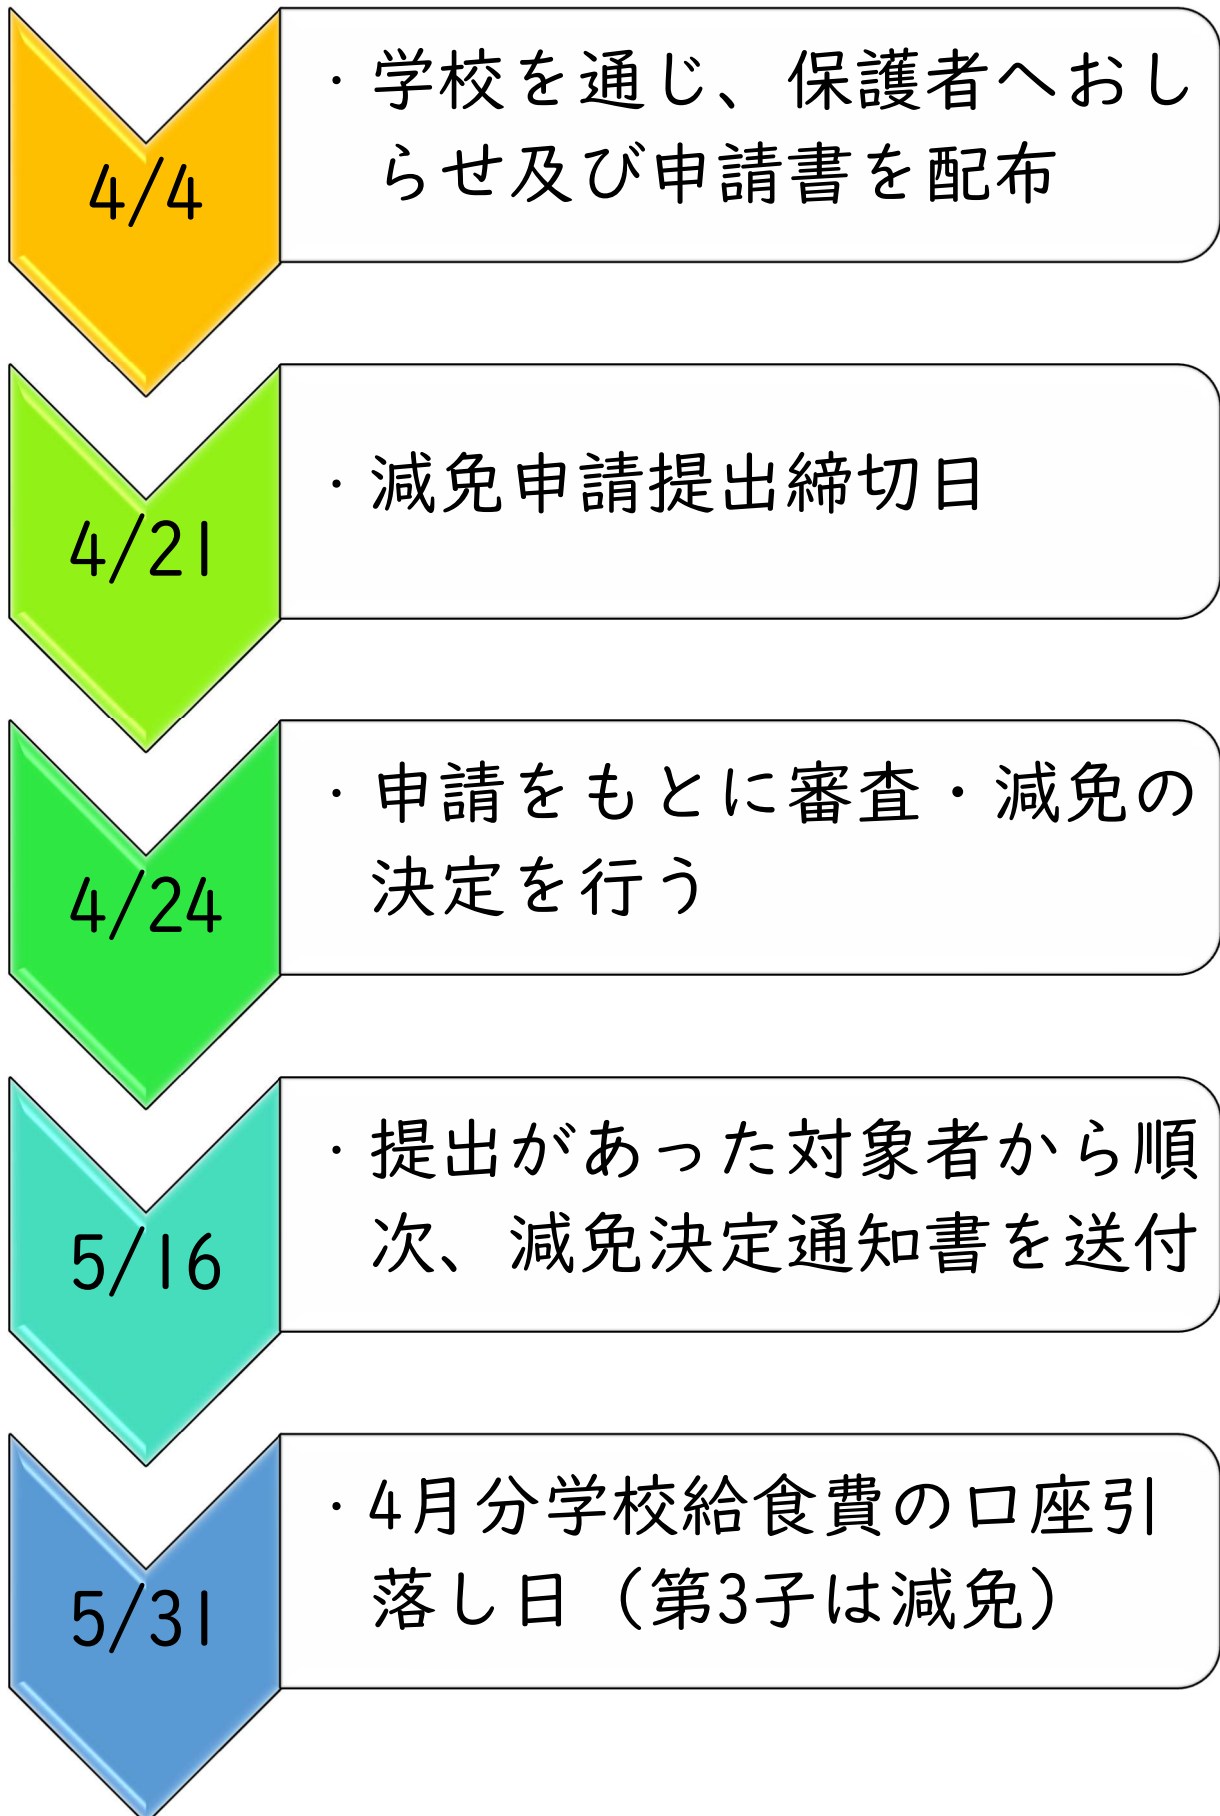 4/4
・学校を通じ、保護者へおし
らせ及び申請書を配布
4/21
・減免申請提出締切日
4/24
・申請をもとに審査・減免の
決定を行う
5/16
・提出があった対象者から順
次、減免決定通知書を送付
5/31
・4月分学校給食費の口座引
落し日（第3子は減免）